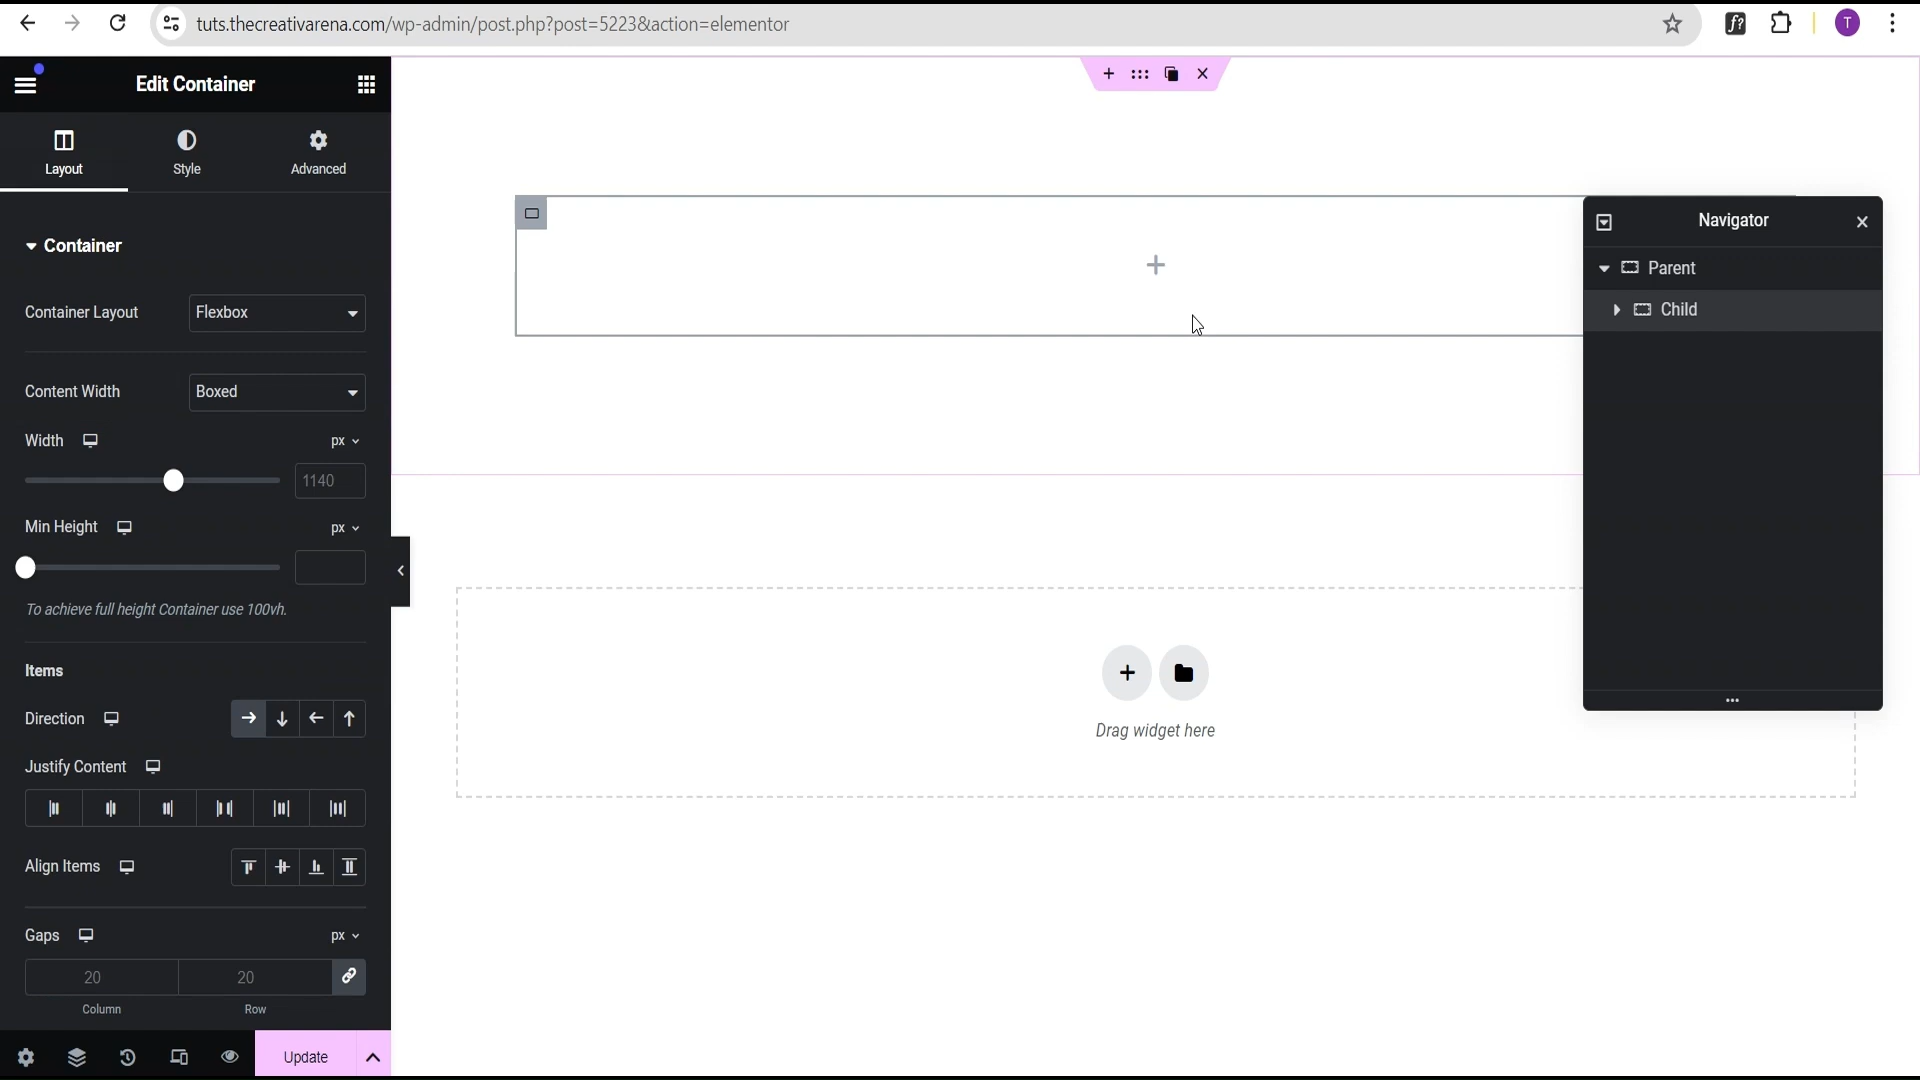 tuts.thecreativarena.com/wp-admin/post.php?post=5223&action=elementor
f?
T
Edit Container
Layout
Style
Advanced
Container
Container Layout
Flexbox
Content Width
Boxed
Width
px
1140
Min Height
px
To achieve full height Container use 100vh.
Items
Direction
Justify Content
Align Items
Gaps
px
20
20
Column
Row
Update
Drag widget here
Navigator
Parent
Child